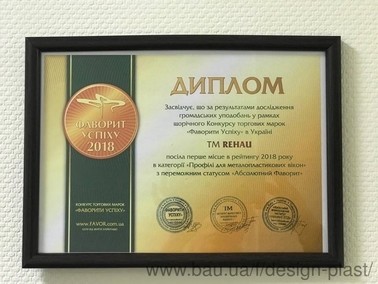 ФАВОРИТ
УСПІХУ
2018
КОНКУРС ТОРГОВИХ МАРОК
«ФАВОРИТИ УСПІХУ»
www.FAVOR.com.ua
ДИПЛОМ
Засвідчує, що за результатами дослідження
громадських уподобань у рамках
щорічного Конкурсу торгових марок
«Фаворити Успіху» в Україні
ТМ REHAU
посіла перше місце в рейтингу 2018 року
в категорії «Профілі для металопластикових вікон»
з переможним статусом «Абсолютний Фаворит»
www.bau.ua/f/design-plast/